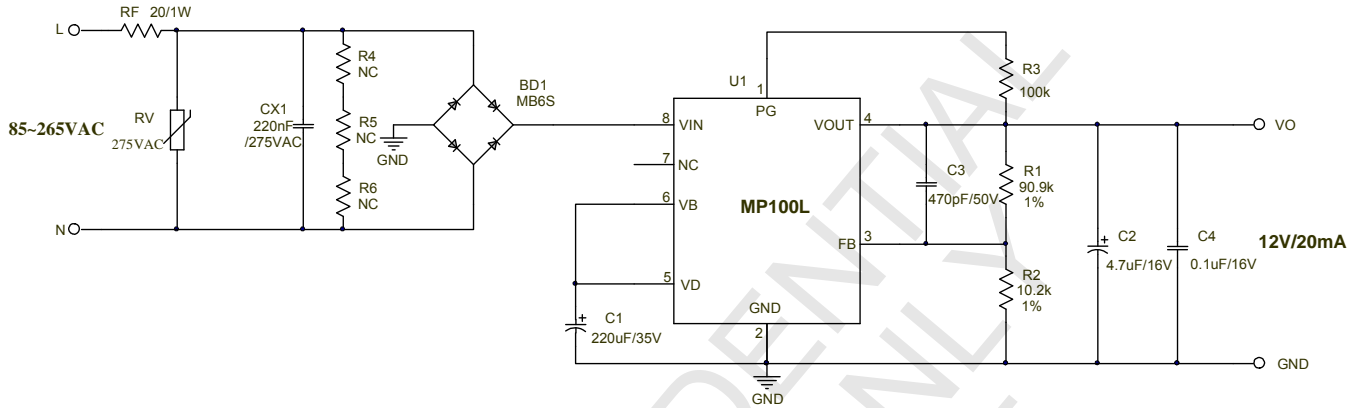 RF 20/1W
L
R4
NC
85~265VAC
RV
275VAC
CX1
220nF
/275VAC
R5
NC
R6
NC
N
BD1
MB6S
GND
U1
1
PG
8 VIN
VOUT 4
7 NC
6 VB
MP100L
FB 3
5 VD
GND
2
C1
220uF/35V
GND
R3
100k
VO
C3
470pF/50V
R1
90.9k
1%
R2
10.2k
1%
C2
4.7uF/16V
C4
0.1uF/16V
12V/20mA
GND